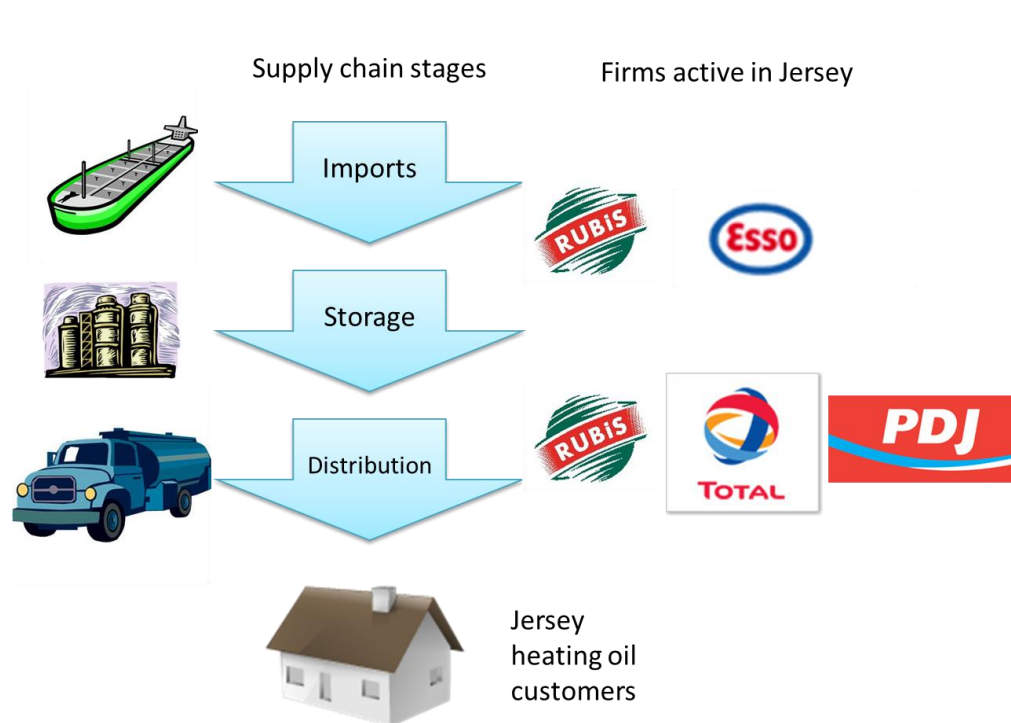 Supply chain stages
Firms active in Jersey
Imports
RUBiS
Esso
Storage
Distribution
RUBiS
TOTAL
PDJ
Jersey
heating oil
customers